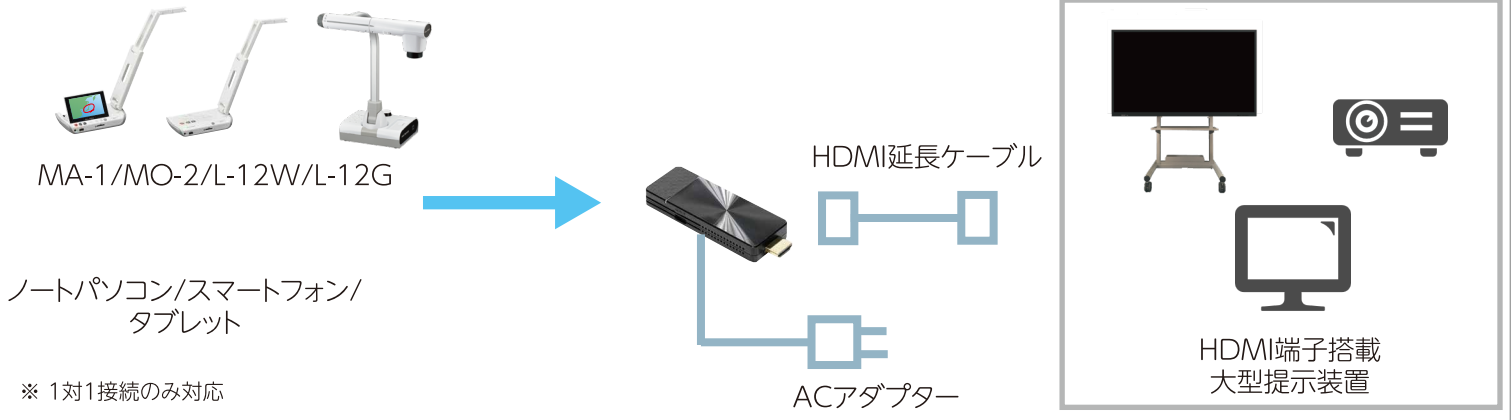 MA-1/MO-2/L-12W/L-12G
ノートパソコン/スマートフォン/
タブレット
※ 1対1接続のみ対応
HDMI延長ケーブル
ACアダプター
HDMI端子搭載
大型提示装置